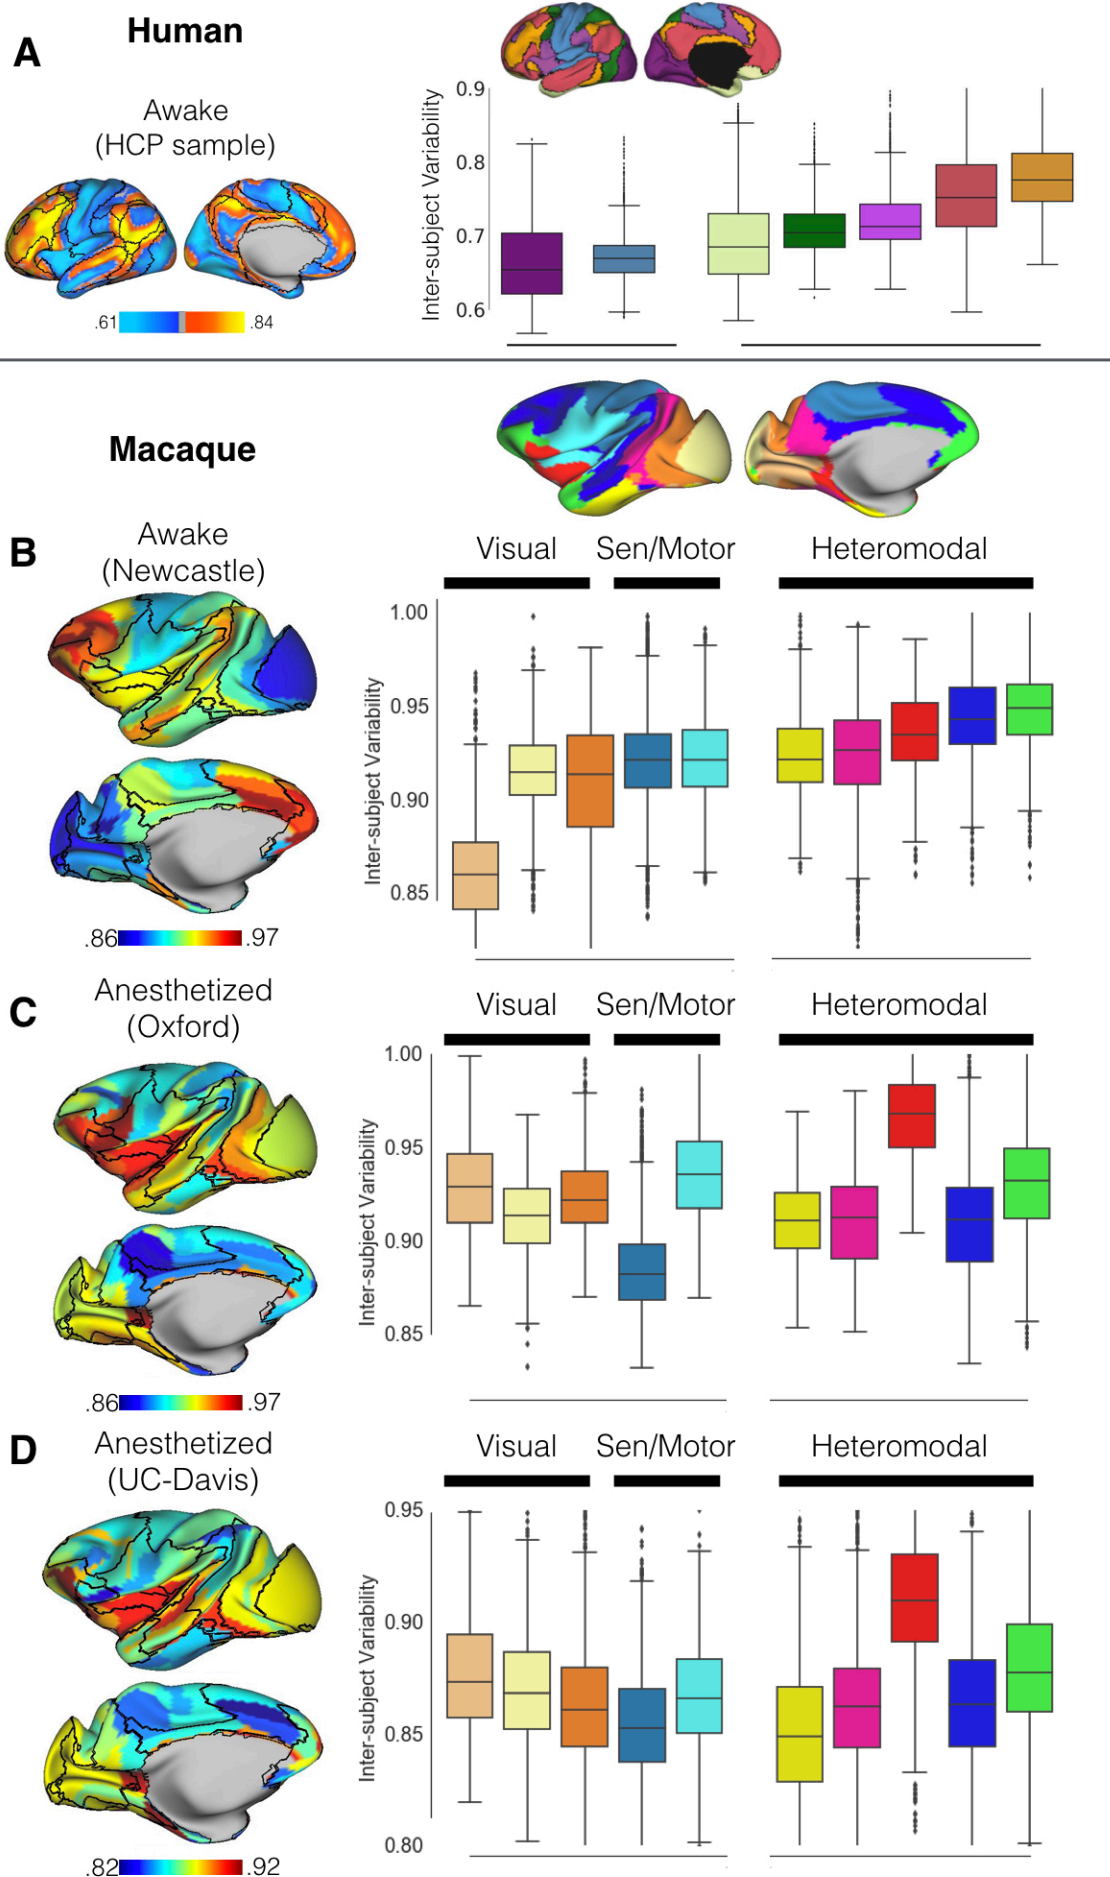 Human
A
Awake
(HCP sample)
.61
.84
Inter-subject Variability
0.9
0.8
0.7
0.6
Macaque
B
Awake
(Newcastle)
.86
.97
Visual
Sen/Motor
Heteromodal
Inter-subject Variability
1.00
0.95
0.90
0.85
C
Anesthetized
(Oxford)
.86
.97
Visual
Sen/Motor
Heteromodal
Inter-subject Variability
1.00
0.95
0.90
0.85
D
Anesthetized
(UC-Davis)
.82
.92
Visual
Sen/Motor
Heteromodal
Inter-subject Variability
0.95
0.90
0.85
0.80